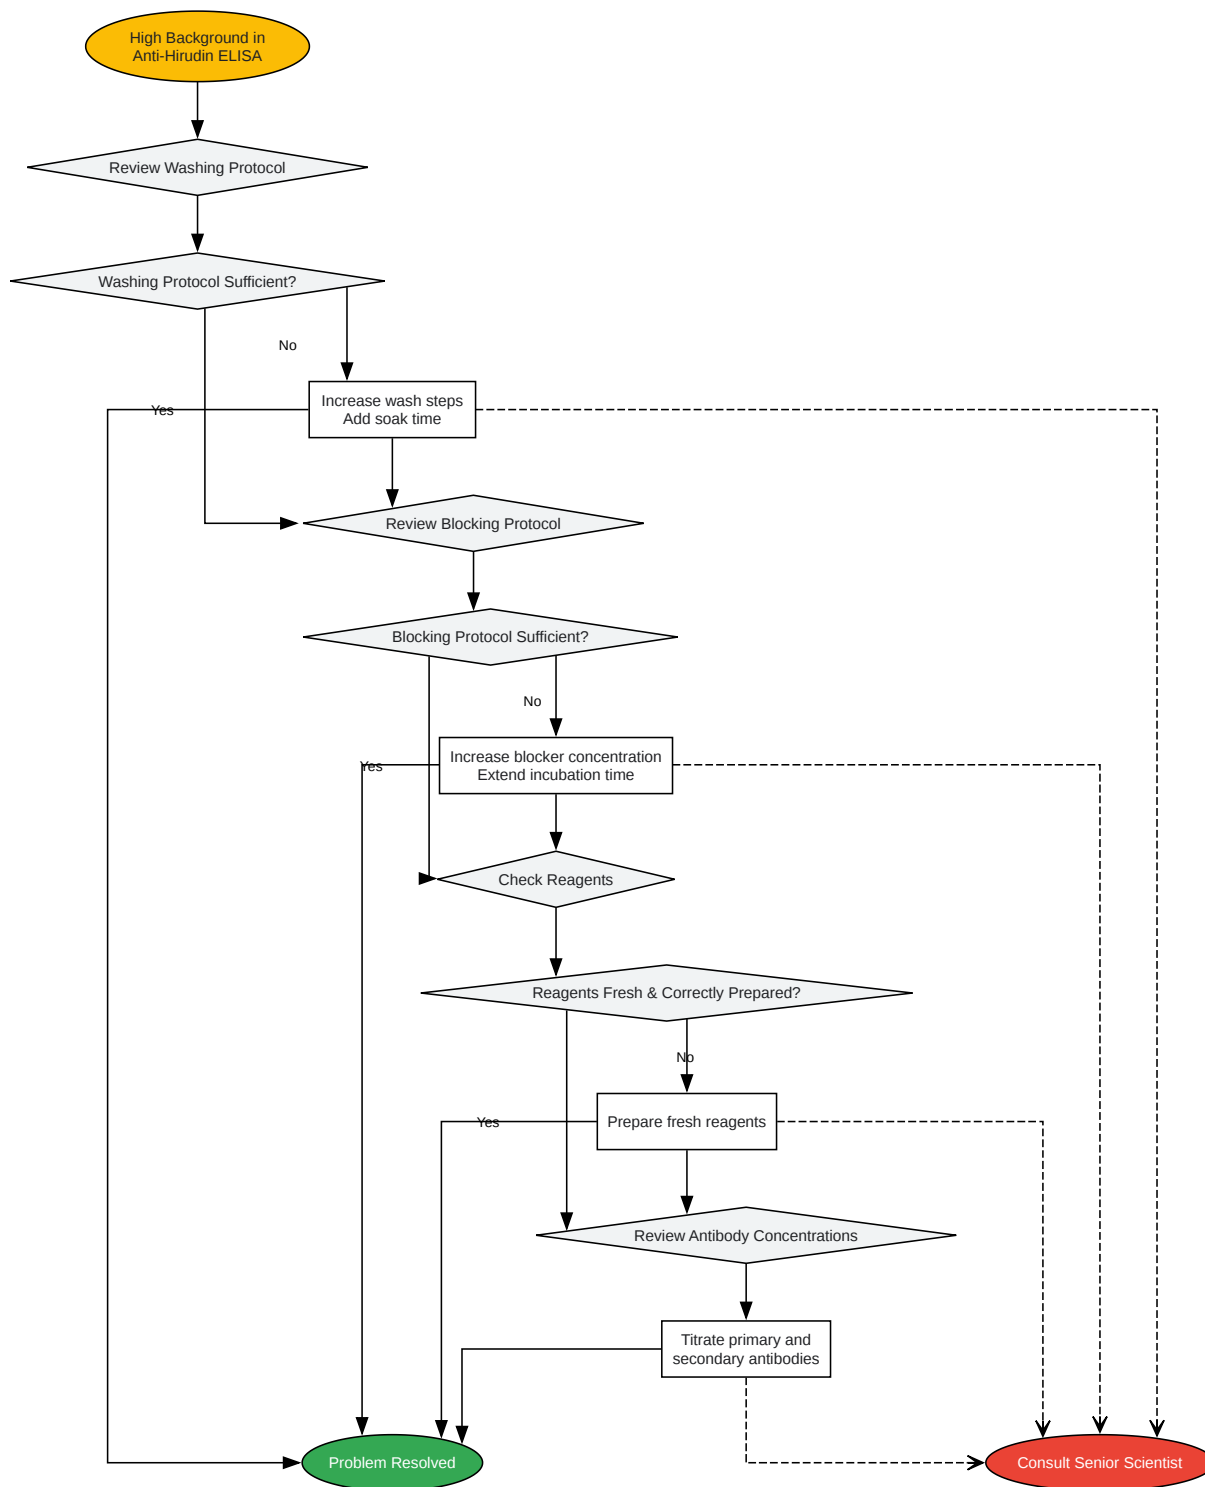 High Background in
Anti-Hirudin ELISA
Review Washing Protocol
Washing Protocol Sufficient?
No
Yes
Increase wash steps
Add soak time
Review Blocking Protocol
Blocking Protocol Sufficient?
No
Yes
Increase blocker concentration
Extend incubation time
Check Reagents
Reagents Fresh & Correctly Prepared?
No
Yes
Prepare fresh reagents
Review Antibody Concentrations
Titrate primary and
secondary antibodies
Problem Resolved
Consult Senior Scientist